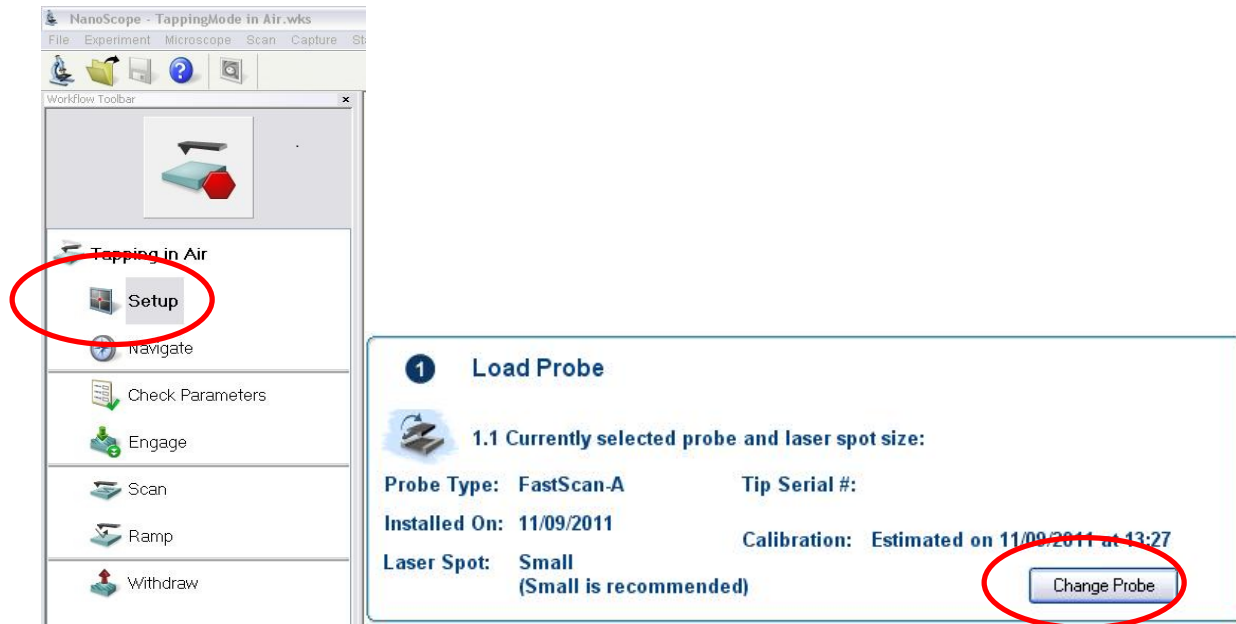 NanoScope - TappingMode in Air.wks
File Experiment Microscope Scan Capture
Workflow Toolbar
Tapping in Air
Setup
Navigate
Check Parameters
Engage
Scan
Ramp
Withdraw
1 Load Probe
1.1 Currently selected probe and laser spot size:
Probe Type: FastScan-A Tip Serial #:
Installed On: 11/09/2011
Calibration: Estimated on 11/09/2011 at 13:27
Laser Spot: Small
(Small is recommended)
Change Probe